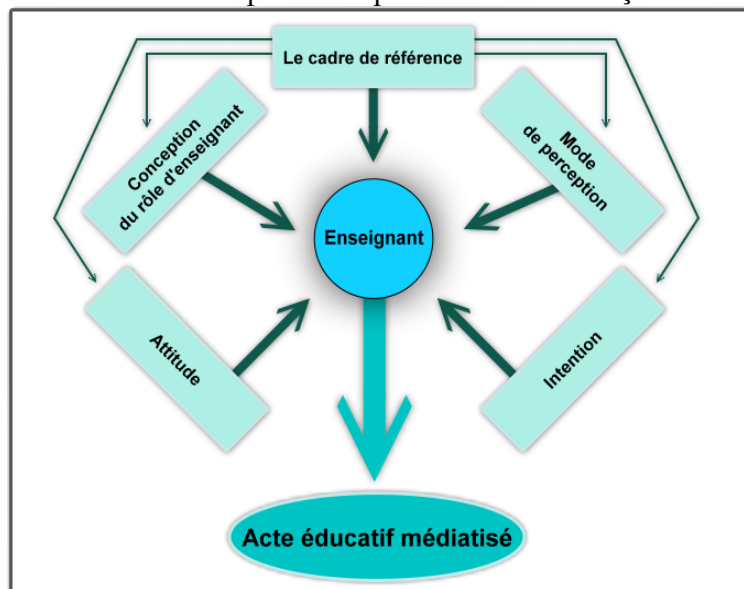 Le cadre de référence
Conception
du rôle d'enseignant
Mode
de perception
Enseignant
Attitude
Intention
Acte éducatif médiatisé